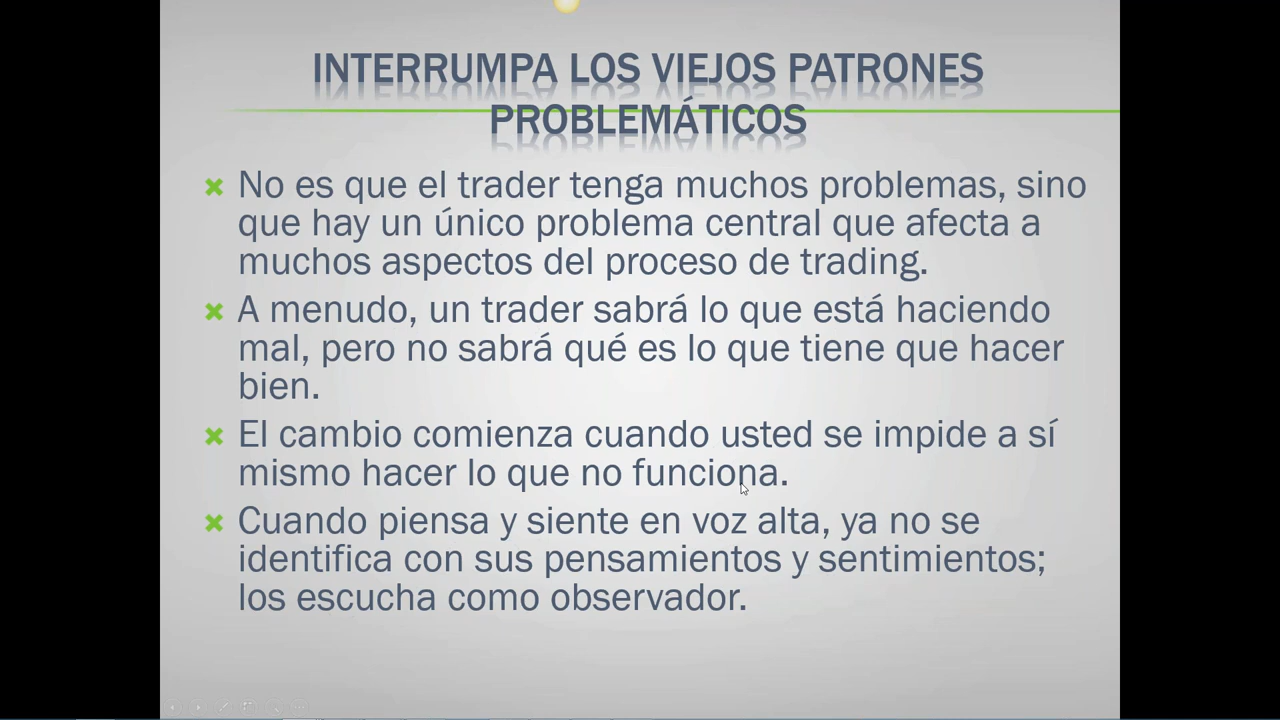 INTERRUMPA LOS VIEJOS PATRONES
PROBLEMÁTICOS
No es que el trader tenga muchos problemas, sino
que hay un único problema central que afecta a
muchos aspectos del proceso de trading.
A menudo, un trader sabrá lo que está haciendo
mal, pero no sabrá qué es lo que tiene que hacer
bien.
El cambio comienza cuando usted se impide a sí
mismo hacer lo que no funciona.
Cuando piensa y siente en voz alta, ya no se
identifica con sus pensamientos y sentimientos;
los escucha como observador.